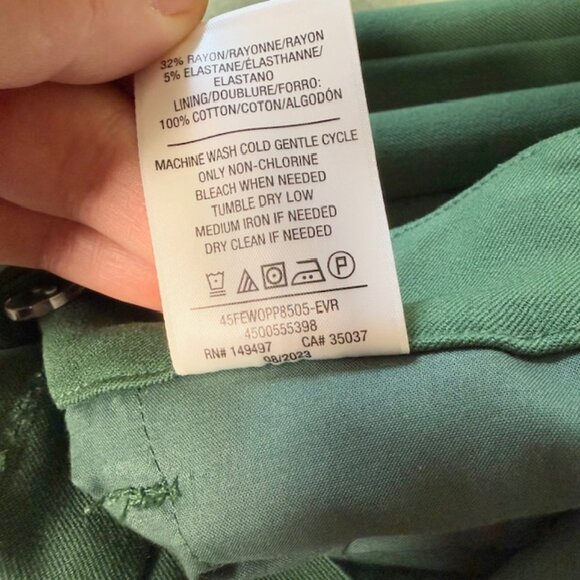 32% RAYON/RAYONNE/RAYON
5% ELASTANE/ÉLASTHANNE/
ELASTANO
LINING/DOUBLURE/FORRO:
100% COTTON/COTON/ALGODÓN
MACHINE WASH COLD GENTLE CYCLE
ONLY NON-CHLORINE
BLEACH WHEN NEEDED
TUMBLE DRY LOW
MEDIUM IRON IF NEEDED
DRY CLEAN IF NEEDED
P
45FEWOPP8505-EVR
4500555398
RN# 149497 CA# 35037
08/2023